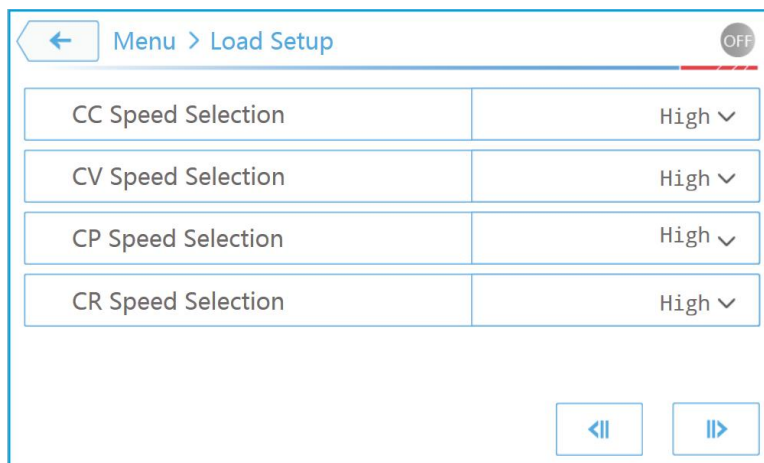 Menu > Load Setup
OFF
CC Speed Selection High
CV Speed Selection High
CP Speed Selection High
CR Speed Selection High